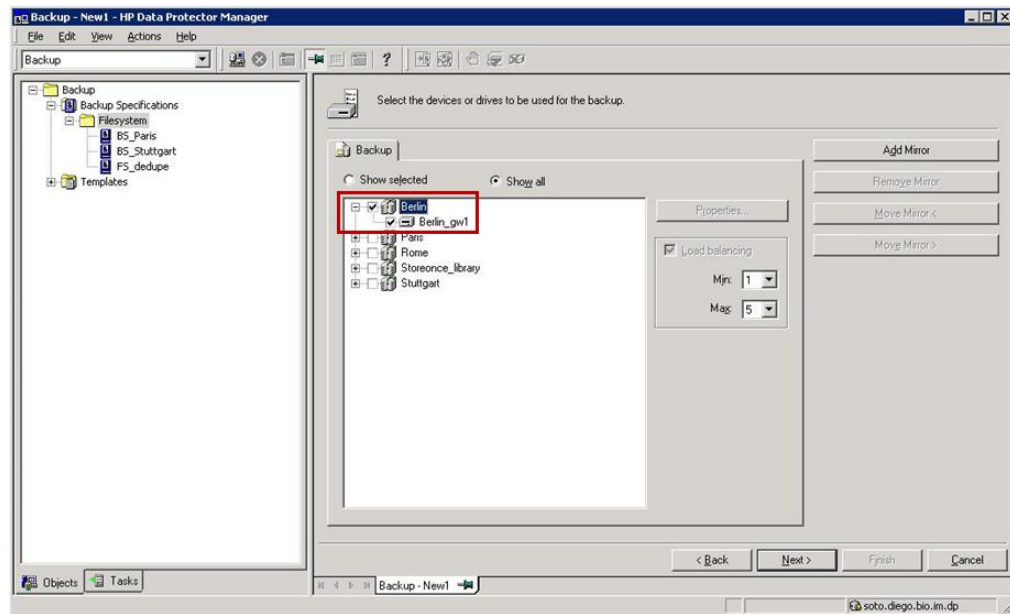 Backup - New1 - HP Data Protector Manager
File Edit View Actions Help
Backup
?
Backup
Backup Specifications
Filesystem
BS_Paris
BS_Stuttgart
FS_dedupe
Templates
Select the devices or drives to be used for the backup.
Backup
Show selected
Show all
Berlin
Berlin_gw1
Paris
Rome
Storeonce_library
Stuttgart
Properties...
Load balancing
Min: 1
Max: 5
Add Mirror
Remove Mirror
Move Mirror <
Move Mirror >
< Back
Next >
Finish
Cancel
Objects
Tasks
Backup - New1
soto.diego.bio.im.dp